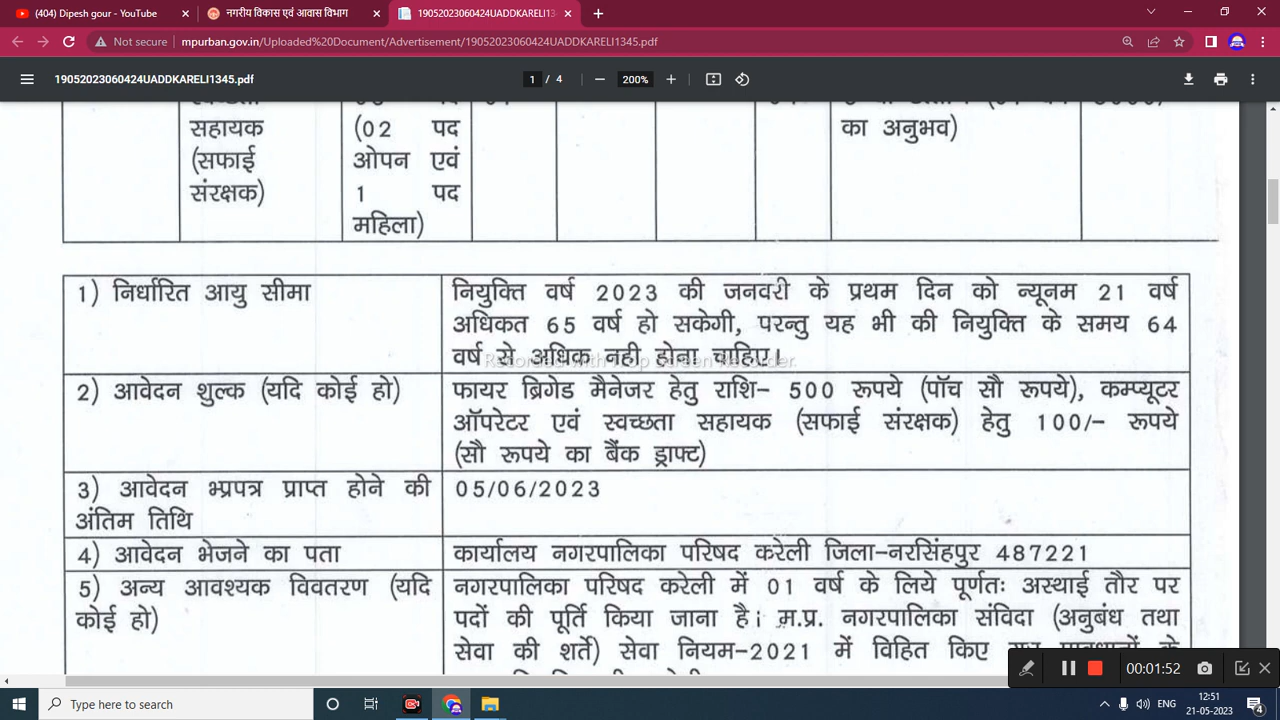 (404) Dipesh gour - YouTube
नगरीय विकास एवं आवास विभाग
19052023060424UADDKARELI13
Not secure
mpurban.gov.in/Uploaded%20Document/Advertisement/19052023060424UADDKARELI1345.pdf
19052023060424UADDKARELI1345.pdf
1 / 4
200%
सहायक
(सफाई
संरक्षक)
(02 पद
ओपन एवं
1 पद
महिला)
का अनुभव)
1) निर्धारित आयु सीमा
नियुक्ति वर्ष 2023 की जनवरी के प्रथम दिन को न्यूनम 21 वर्ष
अधिकत 65 वर्ष हो सकेगी, परन्तु यह भी की नियुक्ति के समय 64
वर्ष से अधिक नही होना चाहिए।
2) आवेदन शुल्क (यदि कोई हो)
फायर ब्रिगेड मैनेजर हेतु राशि- 500 रूपये (पॉच सौ रूपये), कम्प्यूटर
ऑपरेटर एवं स्वच्छता सहायक (सफाई संरक्षक) हेतु 100/- रूपये
(सौ रूपये का बैंक ड्राफ्ट)
3) आवेदन भ्प्रपत्र प्राप्त होने की
अंतिम तिथि
05/06/2023
4) आवेदन भेजने का पता
कार्यालय नगरपालिका परिषद करेली जिला-नरसिंहपुर 487221
5) अन्य आवश्यक विवतरण (यदि
कोई हो)
नगरपालिका परिषद करेली में 01 वर्ष के लिये पूर्णतः अस्थाई तौर पर
पदों की पूर्ति किया जाना है। म.प्र. नगरपालिका संविदा (अनुबंध तथा
सेवा की शर्ते) सेवा नियम-2021 में विहित किए
Recorded with iTop Screen Recorder
00:01:52
Type here to search
12:51
21-05-2023
4